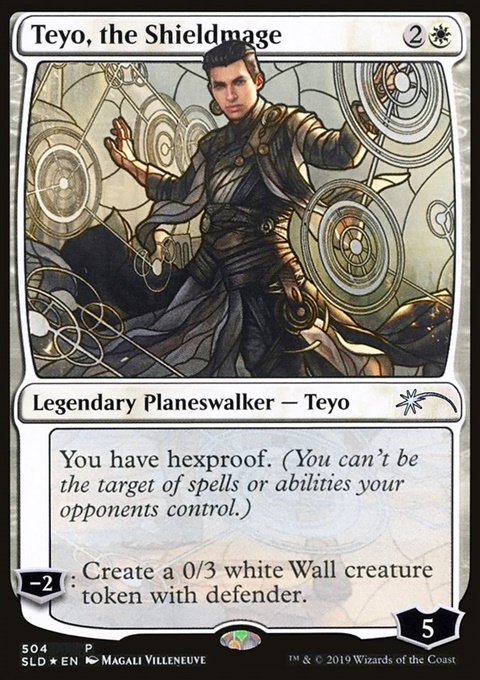 Teyo, the Shieldmage 2
Legendary Planeswalker — Teyo
You have hexproof. (You can't be
the target of spells or abilities your
opponents control.)
-2: Create a 0/3 white Wall creature
token with defender.
5
504 P
SLD ★ EN Magali Villeneuve
™ & © 2019 Wizards of the Coast